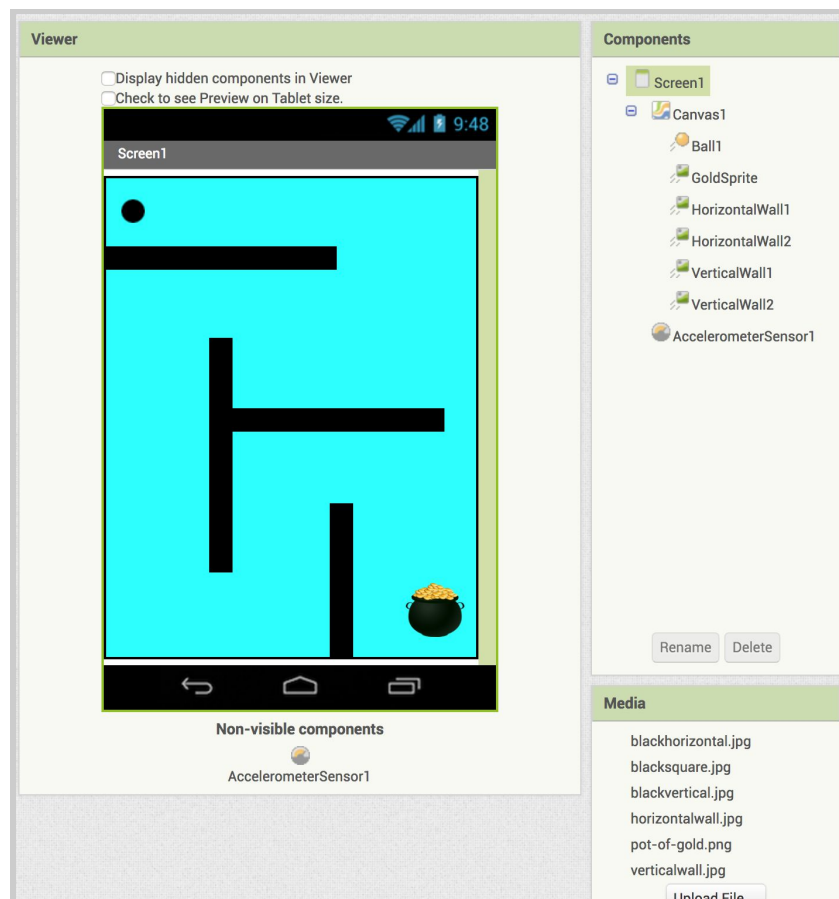 Viewer
Display hidden components in Viewer
Check to see Preview on Tablet size.
9:48
Screen1
Non-visible components
AccelerometerSensor1
Components
Screen1
Canvas1
Ball1
GoldSprite
HorizontalWall1
HorizontalWall2
VerticalWall1
VerticalWall2
AccelerometerSensor1
Rename Delete
Media
blackhorizontal.jpg
blacksquare.jpg
blackvertical.jpg
horizontalwall.jpg
pot-of-gold.png
verticalwall.jpg
Upload File ...